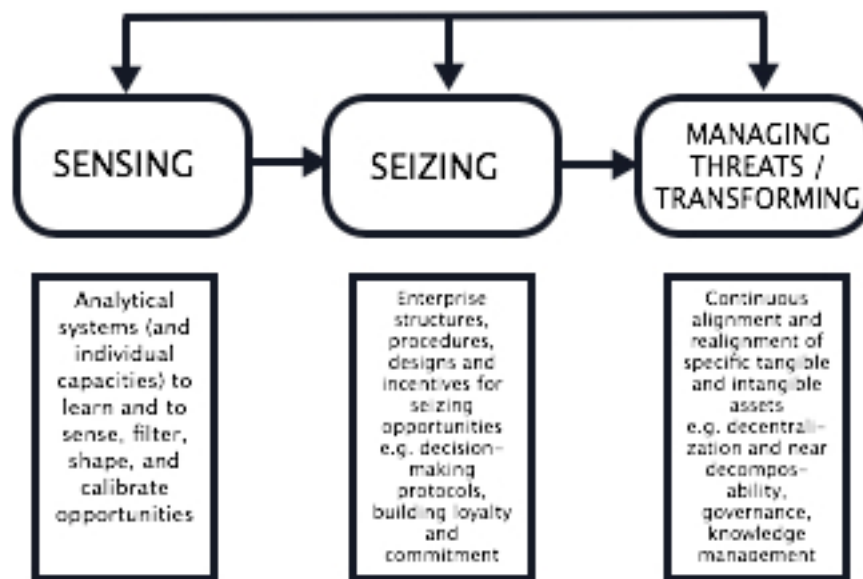 SENSING
SEIZING
MANAGING
THREATS /
TRANSFORMING
Analytical
systems (and
individual
capacities) to
learn and to
sense, filter,
shape, and
calibrate
opportunities
Enterprise
structures,
procedures,
designs and
incentives for
seizing
opportunities
e.g. decision-
making
protocols,
building loyalty
and
commitment
Continuous
alignment and
realignment of
specific tangible
and intangible
assets
e.g. decentrali-
zation and near
decompos-
ability,
governance,
knowledge
management